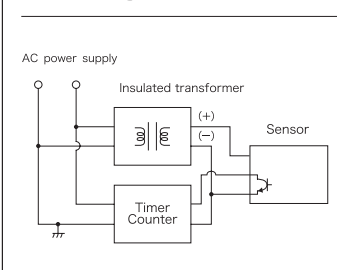 AC power supply
Insulated transformer
(+)
(−)
Sensor
Timer
Counter